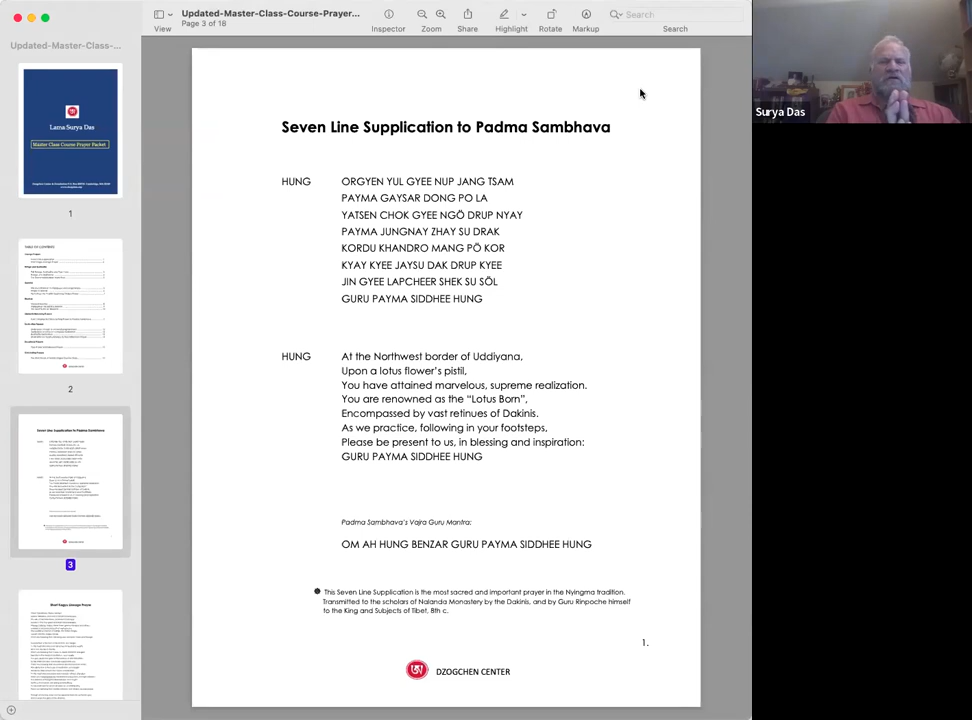 Updated-Master-Class-Course-Prayer...
Page 3 of 18
View
Inspector
Zoom
Share
Highlight
Rotate
Markup
Search
Search
Updated-Master-Class-...
Lama Surya Das
Master Class Course Prayer Packet
1
2
3
Seven Line Supplication to Padma Sambhava
HUNG ORGYEN YUL GYEE NUP JANG TSAM
PAYMA GAYSAR DONG PO LA
YATSEN CHOK GYEE NGÖ DRUP NYAY
PAYMA JUNGNAY ZHAY SU DRAK
KORDU KHANDRO MANG PÖ KOR
KYAY KYEE JAYSU DAK DRUP KYEE
JIN GYEE LAPCHEER SHEK SU SÖL
GURU PAYMA SIDDHEE HUNG
HUNG At the Northwest border of Uddiyana,
Upon a lotus flower's pistil,
You have attained marvelous, supreme realization.
You are renowned as the “Lotus Born”,
Encompassed by vast retinues of Dakinis.
As we practice, following in your footsteps,
Please be present to us, in blessing and inspiration:
GURU PAYMA SIDDHEE HUNG
Padma Sambhava's Vajra Guru Mantra:
OM AH HUNG BENZAR GURU PAYMA SIDDHEE HUNG
This Seven Line Supplication is the most sacred and important prayer in the Nyingma tradition.
Transmitted to the scholars of Nalanda Monastery by the Dakinis, and by Guru Rinpoche himself
to the King and Subjects of Tibet, 8th c.
1.
DZOGCHEN CENTER
Surya Das